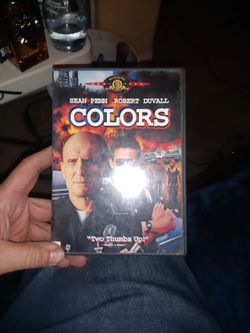 SEAN PENN ROBERT DUVALL
COLORS
"Two Thumbs Up!"